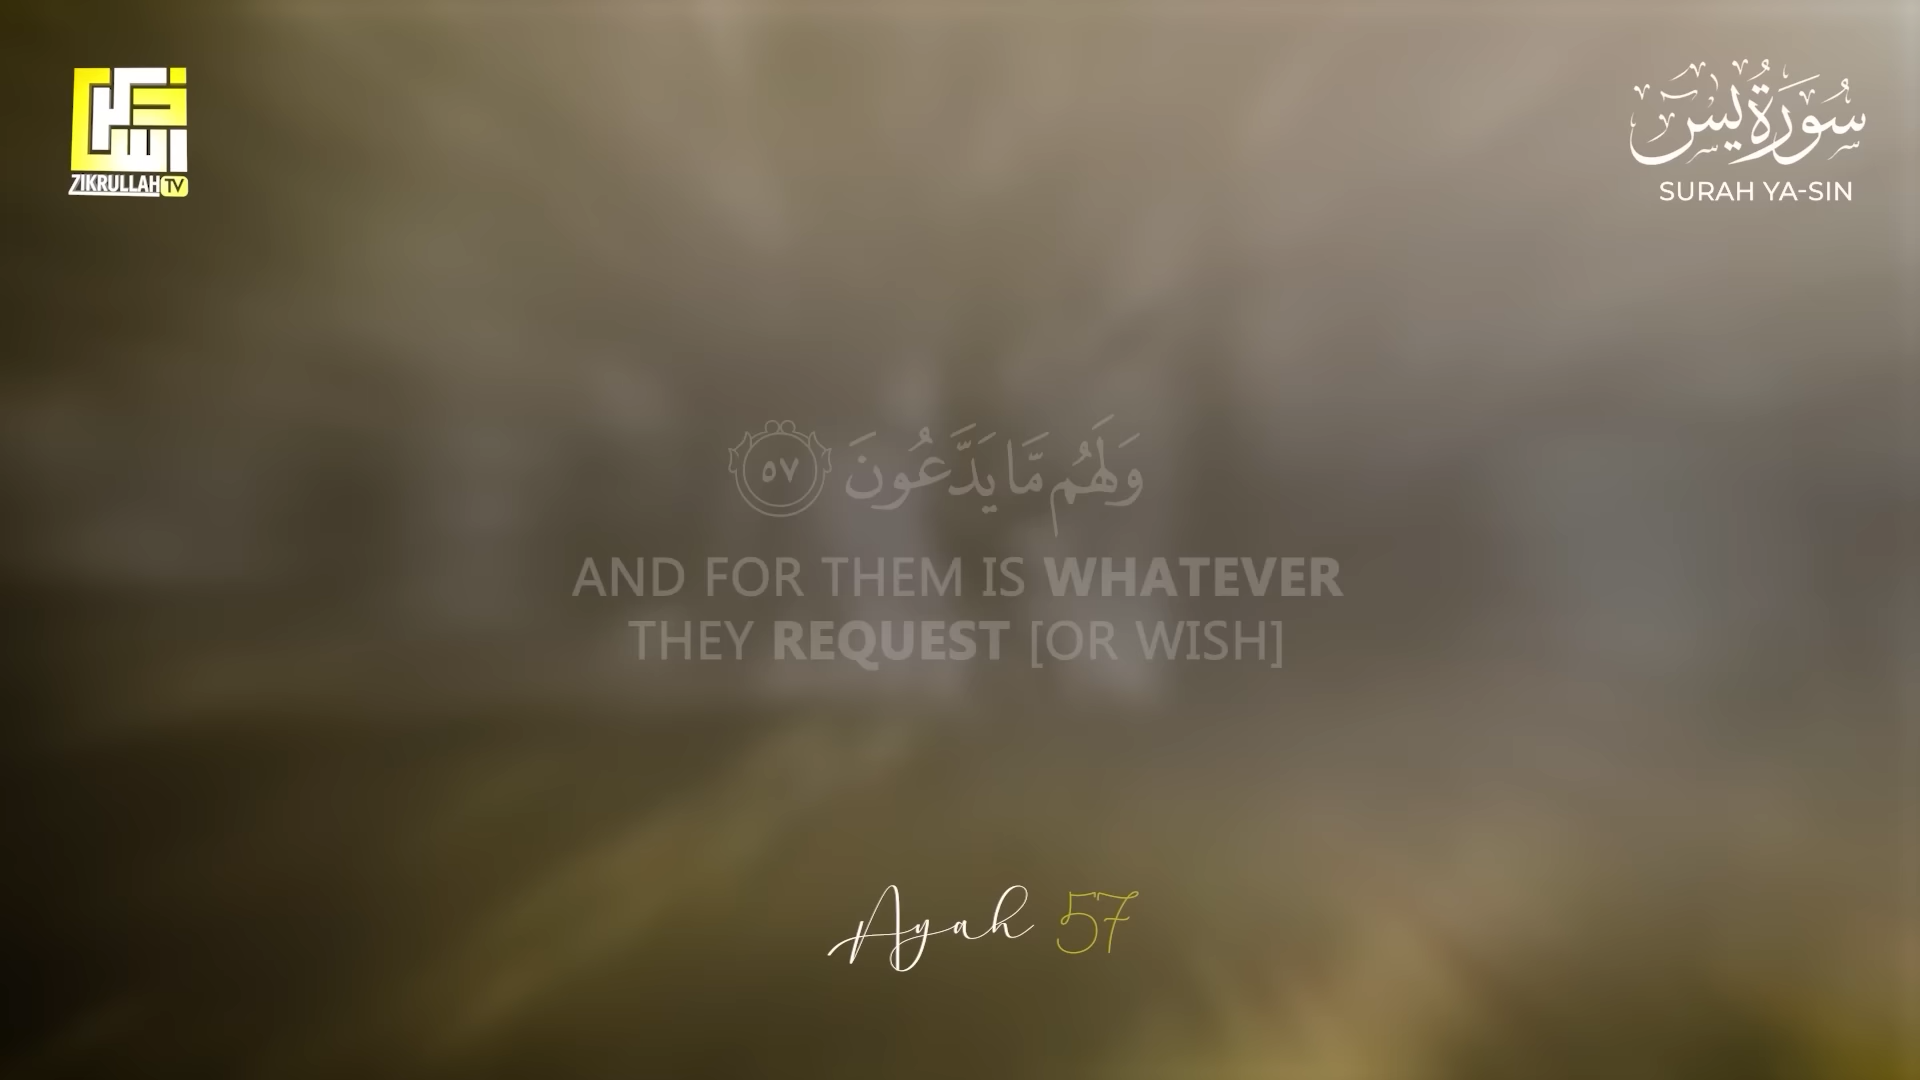 ZIKRULLAH TV
سُورَةُ يس
SURAH YA-SIN
وَلَهُم مَّا يَدَّعُونَ ٥٧
AND FOR THEM IS WHATEVER
THEY REQUEST [OR WISH]
Ayah 57